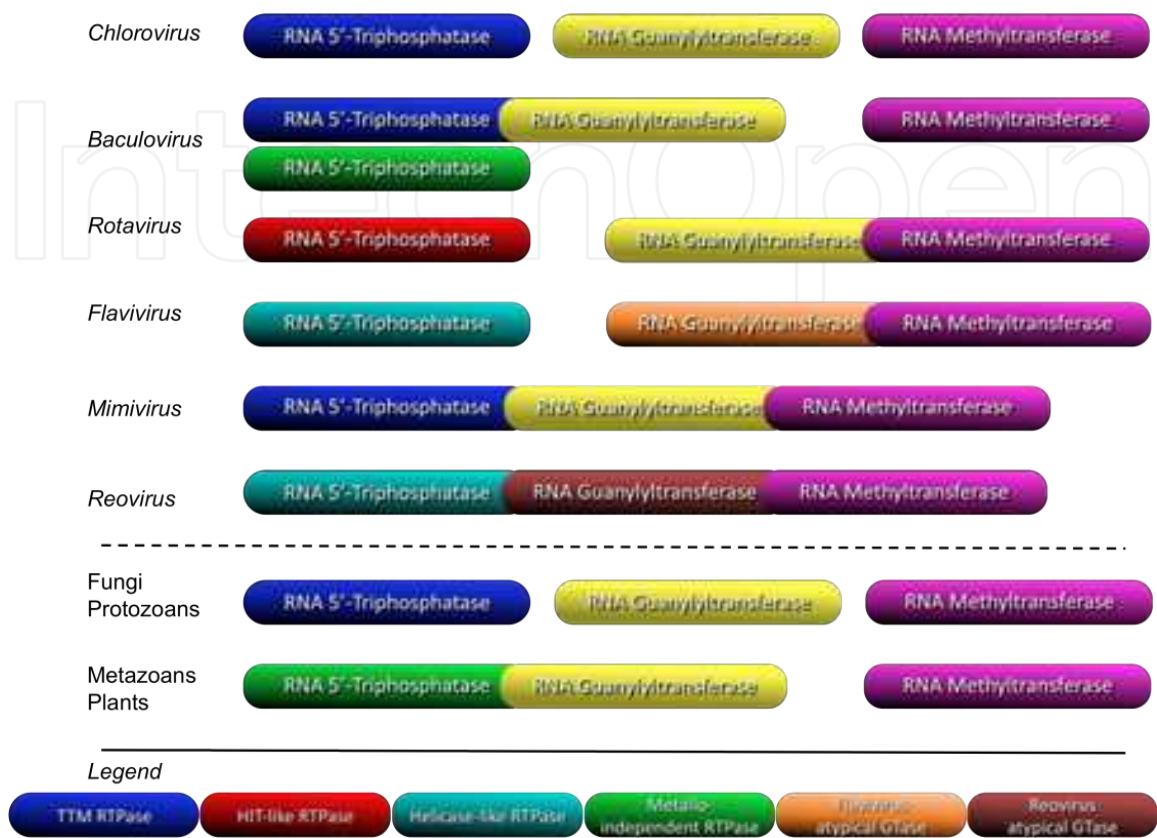 Chlorovirus
RNA 5′-Triphosphatase
RNA Guanylyltransferase
RNA Methyltransferase
Baculovirus
RNA 5′-Triphosphatase
RNA Guanylyltransferase
RNA Methyltransferase
RNA 5′-Triphosphatase
Rotavirus
RNA 5′-Triphosphatase
RNA Guanylyltransferase
RNA Methyltransferase
Flavivirus
RNA 5′-Triphosphatase
RNA Guanylyltransferase
RNA Methyltransferase
Mimivirus
RNA 5′-Triphosphatase
RNA Guanylyltransferase
RNA Methyltransferase
Reovirus
RNA 5′-Triphosphatase
RNA Guanylyltransferase
RNA Methyltransferase
Fungi
Protozoans
RNA 5′-Triphosphatase
RNA Guanylyltransferase
RNA Methyltransferase
Metazoans
Plants
RNA 5′-Triphosphatase
RNA Guanylyltransferase
RNA Methyltransferase
Legend
TTM RTPase
HIT-like RTPase
Helicase-like RTPase
Metallo-
independent RTPase
Flavivirus
atypical GTase
Reovirus
atypical GTase
IntechOpen